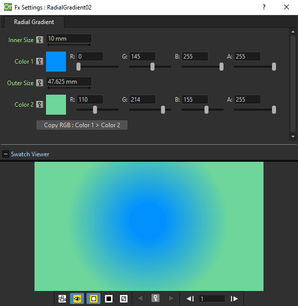 Fx Settings : RadialGradient02
Radial Gradient
Inner Size 10 mm
Color 1 R: 0 G: 145 B: 255 A: 255
Outer Size 47.625 mm
Color 2 R: 110 G: 214 B: 155 A: 255
Copy RGB : Color 1 > Color 2
Swatch Viewer
1